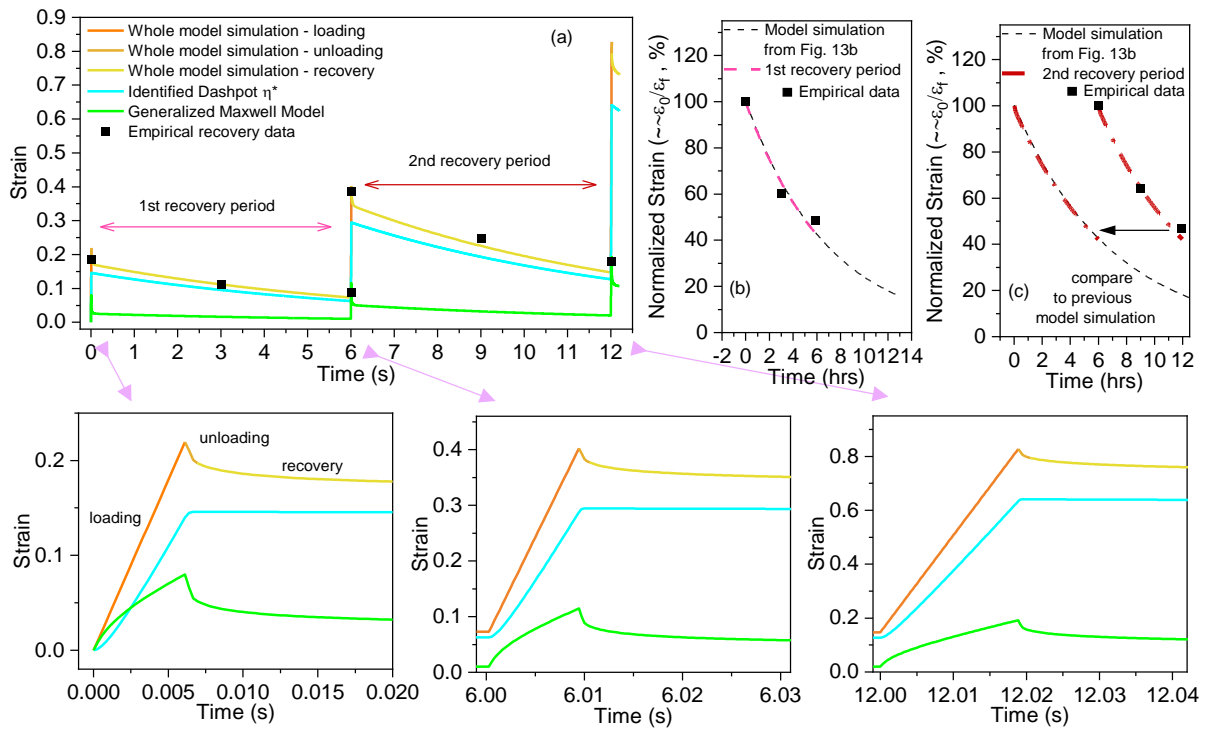 (a)
Whole model simulation - loading
Whole model simulation - unloading
Whole model simulation - recovery
Identified Dashpot η*
Generalized Maxwell Model
Empirical recovery data
1st recovery period
2nd recovery period
Strain
0.9
0.8
0.7
0.6
0.5
0.4
0.3
0.2
0.1
0.0
0 1 2 3 4 5 6 7 8 9 10 11 12
Time (s)
Normalized Strain (~~ε0/εf , %)
140
120
100
80
60
40
20
0
Model simulation
from Fig. 13b
1st recovery period
Empirical data
(b)
-2 0 2 4 6 8 10 12 14
Time (hrs)
Normalized Strain (~~ε0/εf , %)
140
120
100
80
60
40
20
0
Model simulation
from Fig. 13b
2nd recovery period
Empirical data
(c)
compare
to previous
model simulation
0 2 4 6 8 10 12
Time (hrs)
Strain
0.2
0.1
0.0
unloading
recovery
loading
0.000 0.005 0.010 0.015 0.020
Time (s)
Strain
0.4
0.3
0.2
0.1
0.0
6.00 6.01 6.02 6.03
Time (s)
Strain
0.8
0.6
0.4
0.2
0.0
12.00 12.01 12.02 12.03 12.04
Time (s)